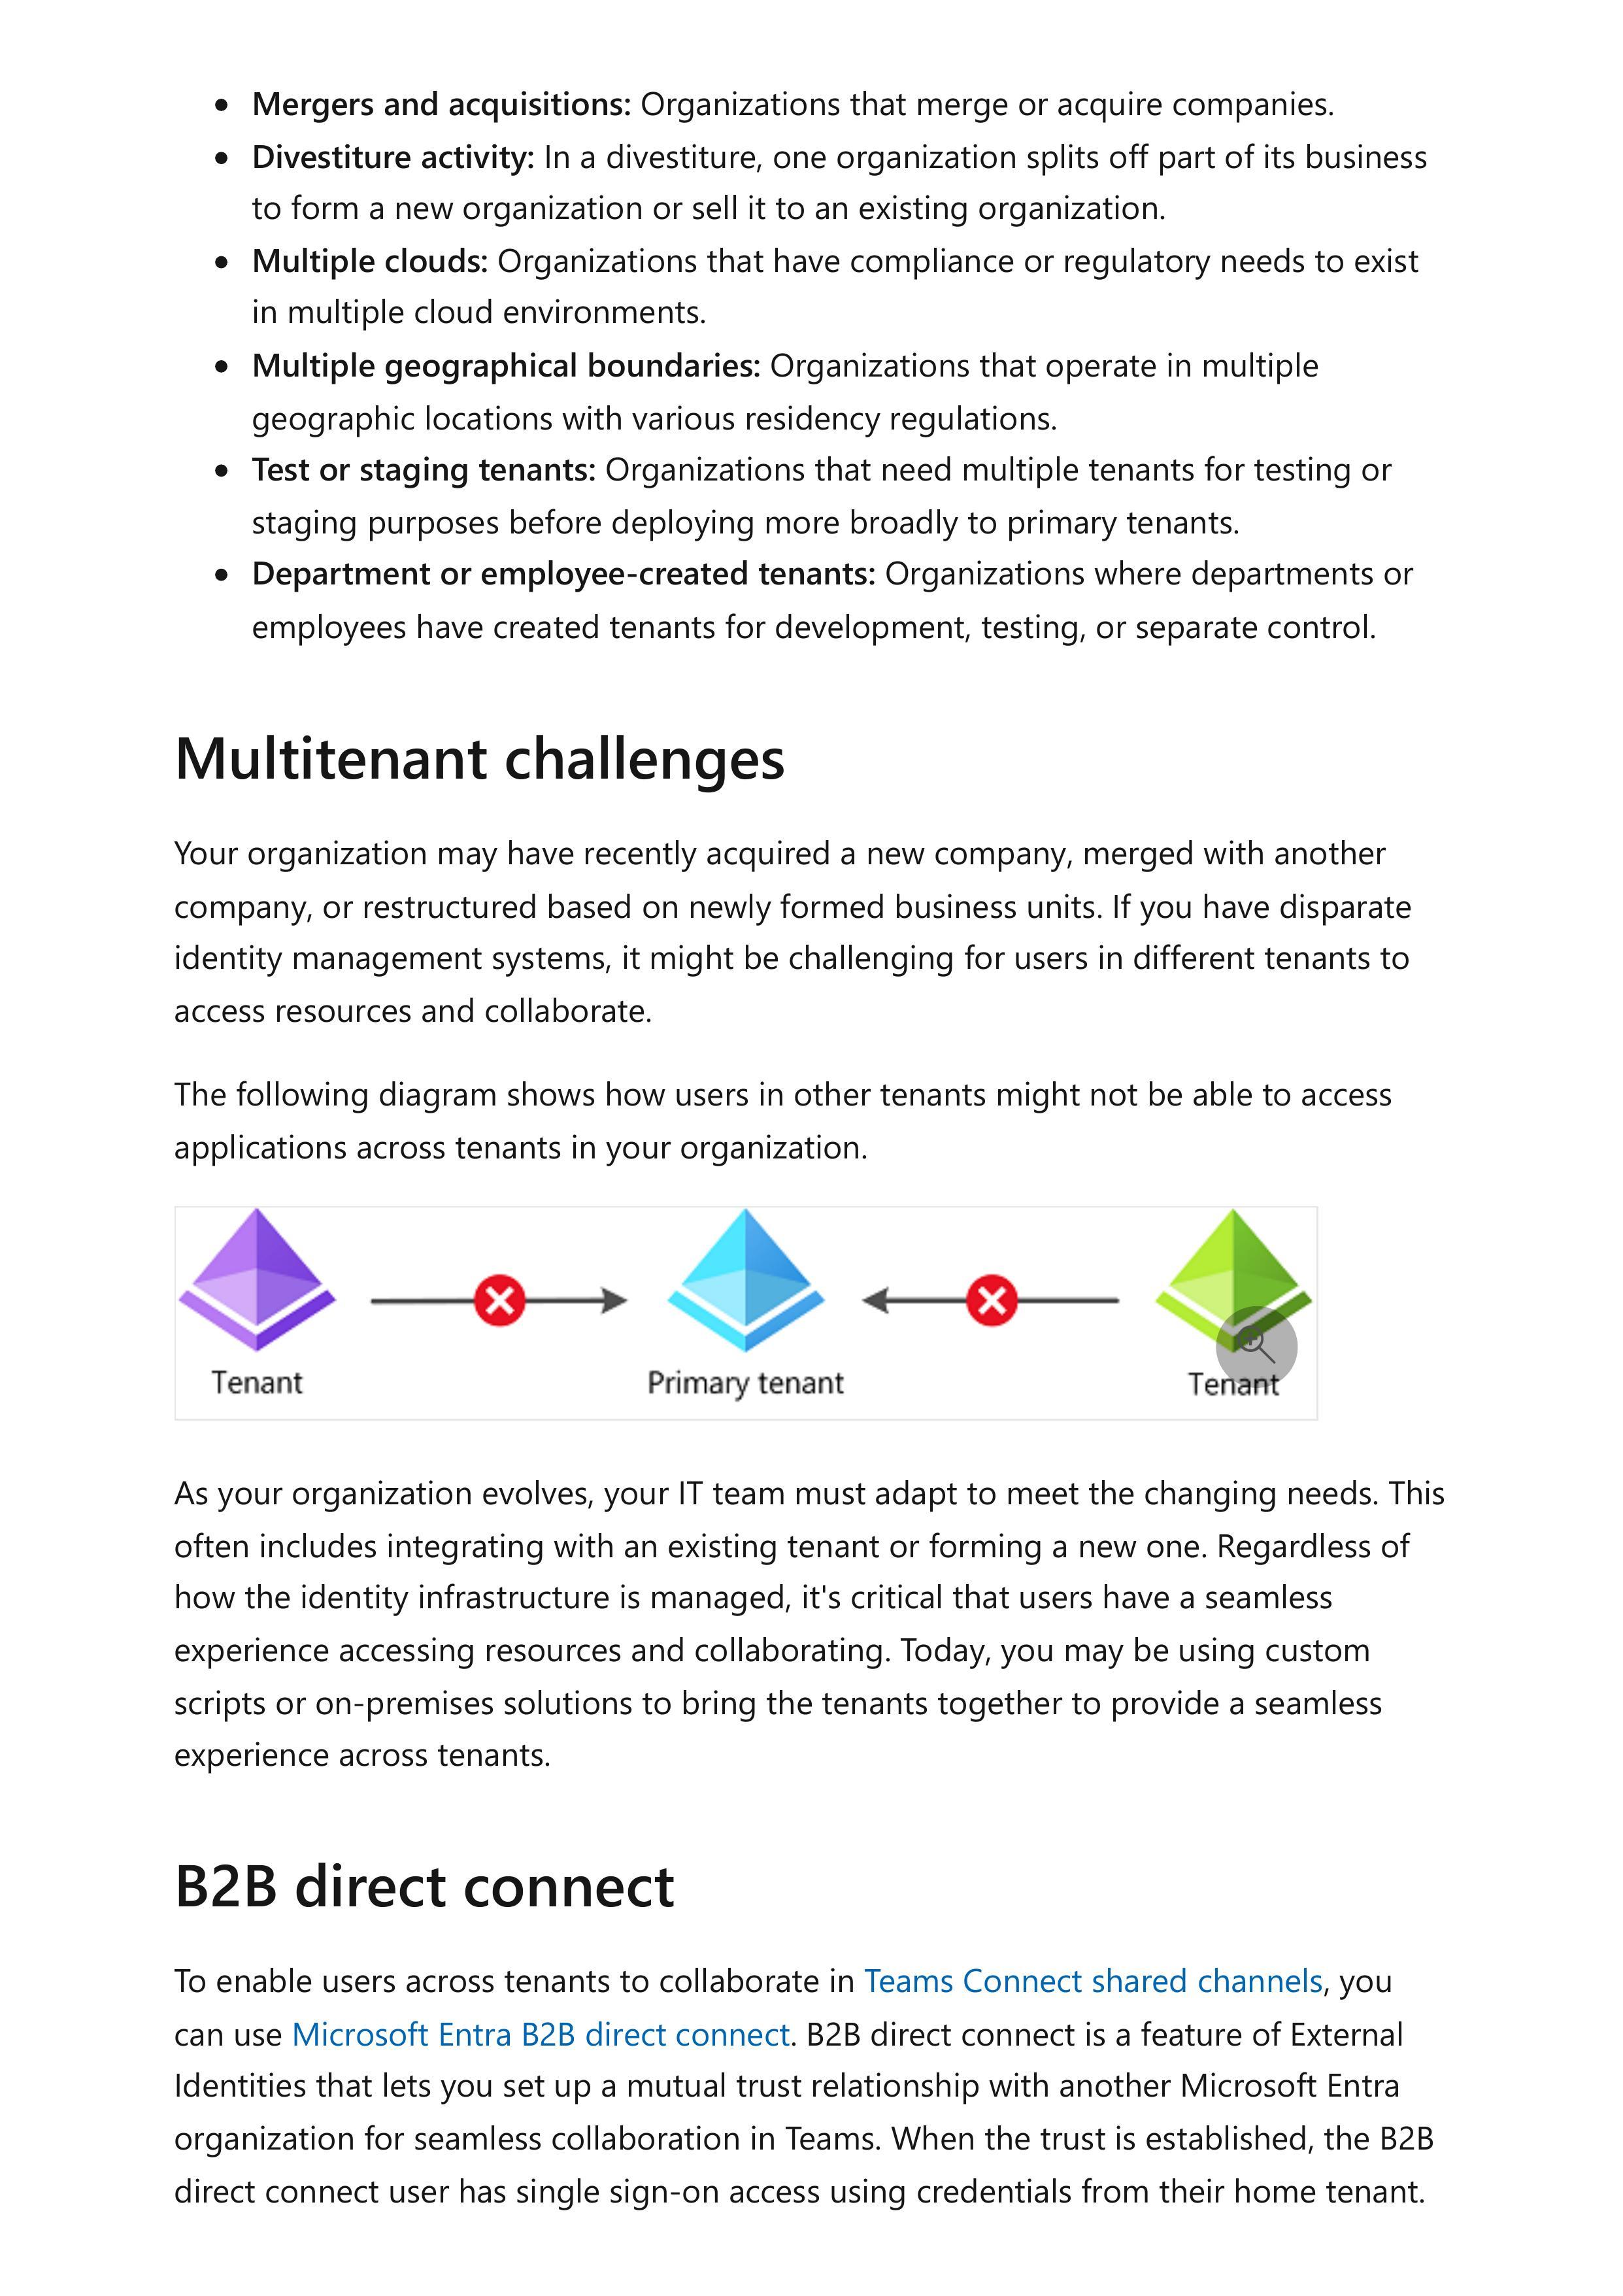 Mergers and acquisitions: Organizations that merge or acquire companies.
Divestiture activity: In a divestiture, one organization splits off part of its business
to form a new organization or sell it to an existing organization.
Multiple clouds: Organizations that have compliance or regulatory needs to exist
in multiple cloud environments.
Multiple geographical boundaries: Organizations that operate in multiple
geographic locations with various residency regulations.
Test or staging tenants: Organizations that need multiple tenants for testing or
staging purposes before deploying more broadly to primary tenants.
Department or employee-created tenants: Organizations where departments or
employees have created tenants for development, testing, or separate control.
Multitenant challenges
Your organization may have recently acquired a new company, merged with another
company, or restructured based on newly formed business units. If you have disparate
identity management systems, it might be challenging for users in different tenants to
access resources and collaborate.
The following diagram shows how users in other tenants might not be able to access
applications across tenants in your organization.
Tenant
Primary tenant
Tenant
As your organization evolves, your IT team must adapt to meet the changing needs. This
often includes integrating with an existing tenant or forming a new one. Regardless of
how the identity infrastructure is managed, it's critical that users have a seamless
experience accessing resources and collaborating. Today, you may be using custom
scripts or on-premises solutions to bring the tenants together to provide a seamless
experience across tenants.
B2B direct connect
To enable users across tenants to collaborate in Teams Connect shared channels, you
can use Microsoft Entra B2B direct connect. B2B direct connect is a feature of External
Identities that lets you set up a mutual trust relationship with another Microsoft Entra
organization for seamless collaboration in Teams. When the trust is established, the B2B
direct connect user has single sign-on access using credentials from their home tenant.